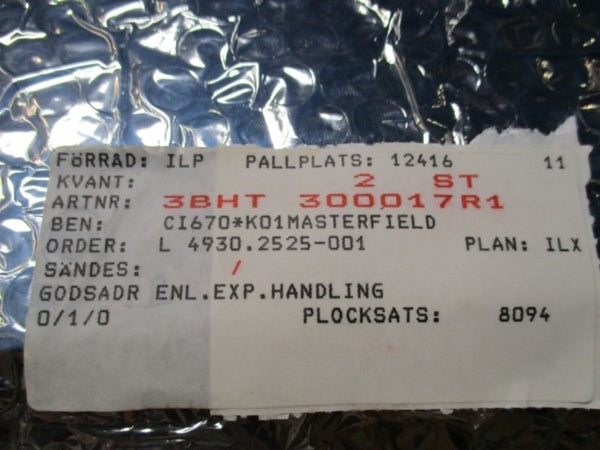 FÖRRÅD: ILP PALLPLATS: 12416 11
KVANT: 2 ST
ARTNR: 3BHT 300017R1
BEN: CI670*K01MASTERFIELD
ORDER: L 4930.2525-001 PLAN: ILX
SÄNDES: /
GODSADR ENL.EXP.HANDLING
0/1/0 PLOCKSATS: 8094